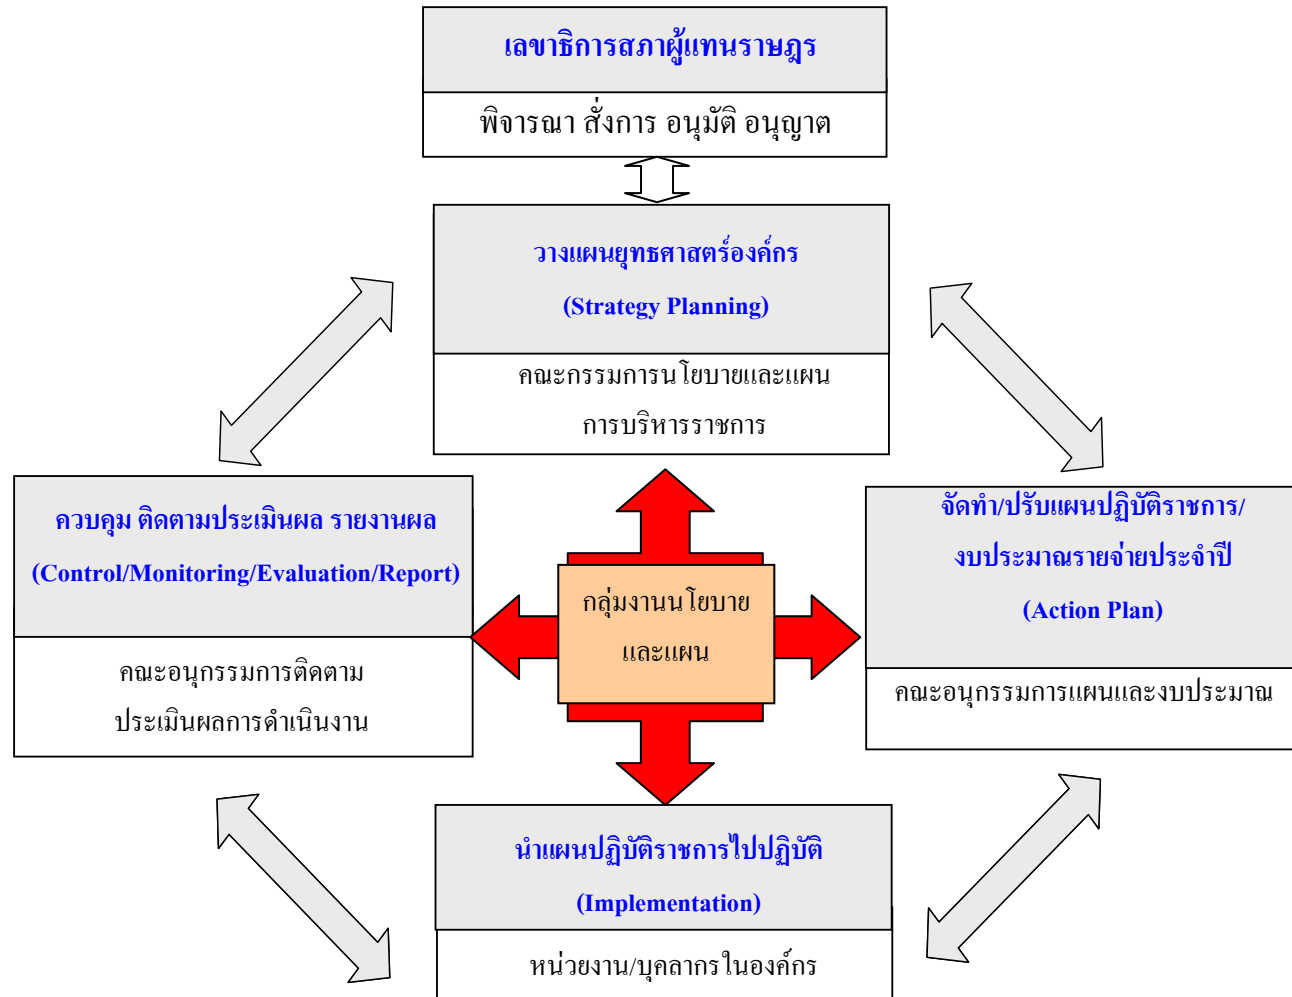 เลขาธิการสภาผู้แทนราษฎร
พิจารณา สั่งการ อนุมัติ อนุญาต
วางแผนยุทธศาสตร์องค์กร
(Strategy Planning)
คณะกรรมการนโยบายและแผน
การบริหารราชการ
ควบคุม ติดตามประเมินผล รายงานผล
(Control/Monitoring/Evaluation/Report)
คณะอนุกรรมการติดตาม
ประเมินผลการดำเนินงาน
กลุ่มงานนโยบาย
และแผน
จัดทำ/ปรับแผนปฏิบัติราชการ/
งบประมาณรายจ่ายประจำปี
(Action Plan)
คณะอนุกรรมการแผนและงบประมาณ
นำแผนปฏิบัติราชการไปปฏิบัติ
(Implementation)
หน่วยงาน/บุคลากรในองค์กร